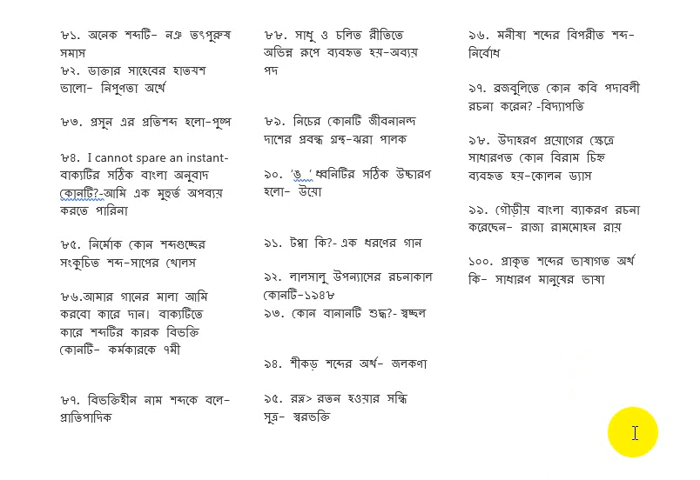 ৮১. অনেক শব্দটি– নঞ তৎপুরুষ
সমাস
৮২. ডাক্তার সাহেবের হাতযশ
ভালো– নিপুণতা অর্থে
৮৩. প্রসূন এর প্রতিশব্দ হলো–পুষ্প
৮৪. I cannot spare an instant-
বাক্যটির সঠিক বাংলা অনুবাদ
কোনটি?-আমি এক মুহূর্ত অপব্যয়
করতে পারিনা
৮৫. নির্মোক কোন শব্দগুচ্ছের
সংকুচিত শব্দ–সাপের খোলস
৮৬.আমার গানের মালা আমি
করবো কারে দান। বাক্যটিতে
কারে শব্দটির কারক বিভক্তি
কোনটি– কর্মকারকে ৭মী
৮৭. বিভক্তিহীন নাম শব্দকে বলে–
প্রাতিপাদিক
৮৮. সাধু ও চলিত রীতিতে
অভিন্ন রূপে ব্যবহৃত হয়–অব্যয়
পদ
৮৯. নিচের কোনটি জীবনানন্দ
দাশের প্রবন্ধ গ্রন্থ–ঝরা পালক
৯০. 'ঙ ' ধ্বনিটির সঠিক উচ্চারণ
হলো– উয়ো
৯১. টপ্পা কি?- এক ধরণের গান
৯২. লালসালু উপন্যাসের রচনাকাল
কোনটি–১৯৪৮
৯৩. কোন বানানটি শুদ্ধ?- স্বচ্ছল
৯৪. শীকড় শব্দের অর্থ– জলকণা
৯৫. রত্ন> রতন হওয়ার সন্ধি
সূত্র– স্বরভক্তি
৯৬. মনীষা শব্দের বিপরীত শব্দ–
নির্বোধ
৯৭. ব্রজবুলিতে কোন কবি পদাবলী
রচনা করেন? -বিদ্যাপতি
৯৮. উদাহরণ প্রয়োগের ক্ষেত্রে
সাধারণত কোন বিরাম চিহ্ন
ব্যবহৃত হয়–কোলন ড্যাস
৯৯. গৌড়ীয় বাংলা ব্যাকরণ রচনা
করেছেন– রাজা রামমোহন রায়
১০০. প্রাকৃত শব্দের ভাষাগত অর্থ
কি– সাধারণ মানুষের ভাষা